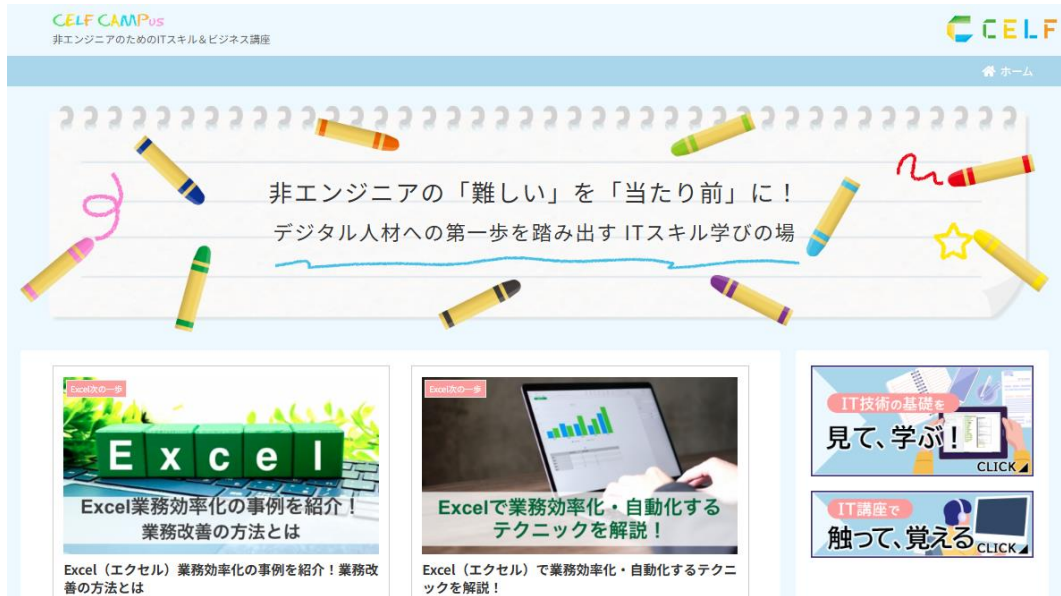 CELF CAMPus
非エンジニアのためのITスキル＆ビジネス講座
CELF
ホーム
非エンジニアの「難しい」を「当たり前」に！
デジタル人材への第一歩を踏み出す ITスキル学びの場
Excel次の一歩
Excel
Excel業務効率化の事例を紹介！
業務改善の方法とは
Excel（エクセル）業務効率化の事例を紹介！業務改
善の方法とは
Excel次の一歩
Excelで業務効率化・自動化する
テクニックを解説！
Excel（エクセル）で業務効率化・自動化するテクニ
ックを解説！
IT技術の基礎を
見て、学ぶ！
CLICK
IT講座で
触って、覚える
CLICK